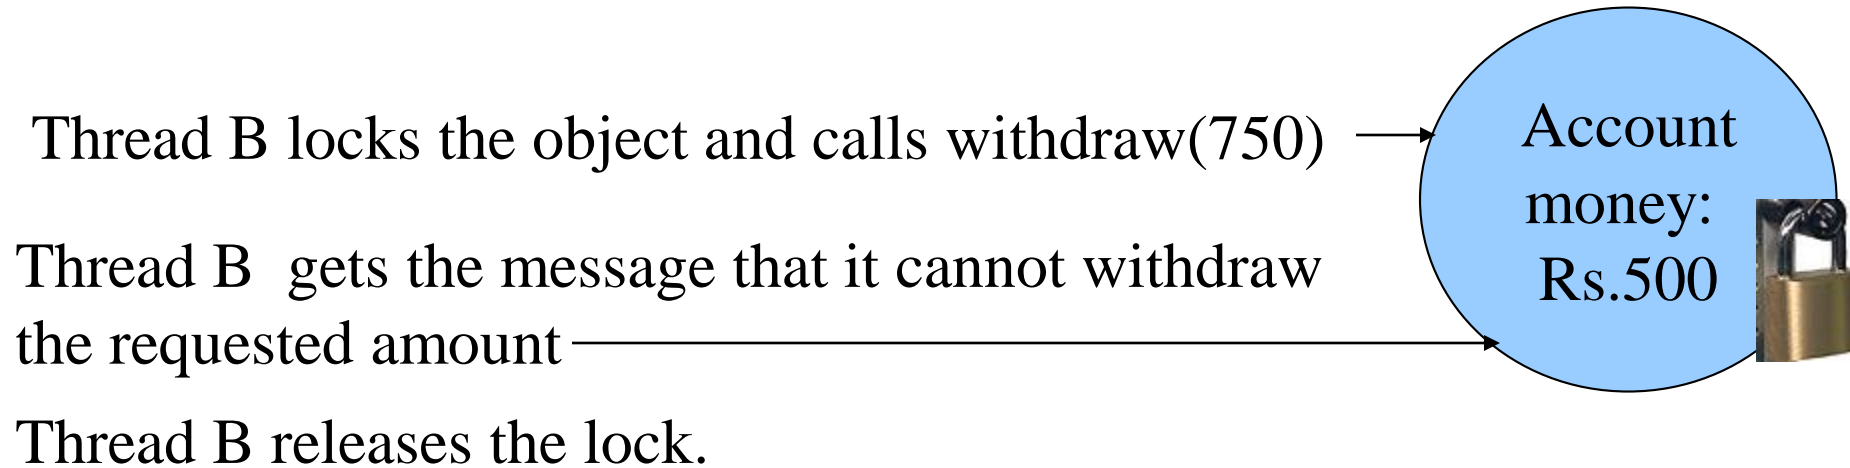 Thread B locks the object and calls withdraw(750)
Thread B gets the message that it cannot withdraw
the requested amount
Thread B releases the lock.
Account
money:
Rs.500